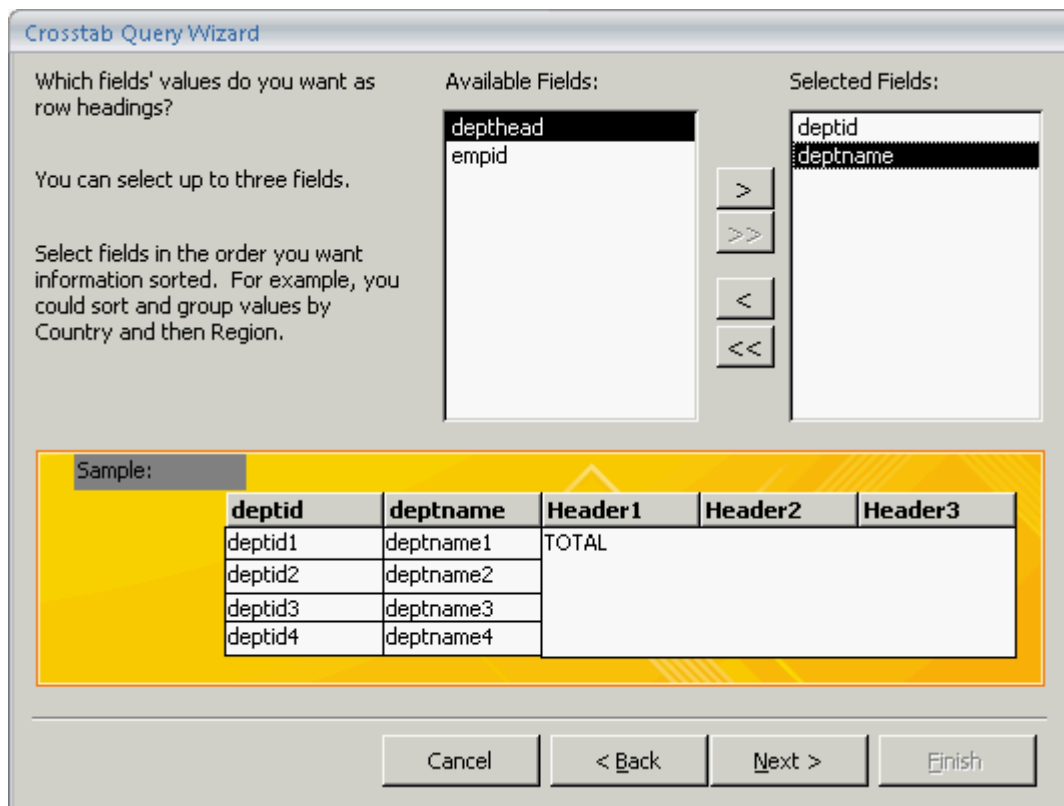 Crosstab Query Wizard
Which fields' values do you want as
row headings?
You can select up to three fields.
Select fields in the order you want
information sorted.  For example, you
could sort and group values by
Country and then Region.
Available Fields:
depthead
empid
>
>>
<
<<
Selected Fields:
deptid
deptname
Sample:
deptid deptname Header1 Header2 Header3
deptid1 deptname1 TOTAL
deptid2 deptname2
deptid3 deptname3
deptid4 deptname4
Cancel < Back Next > Finish